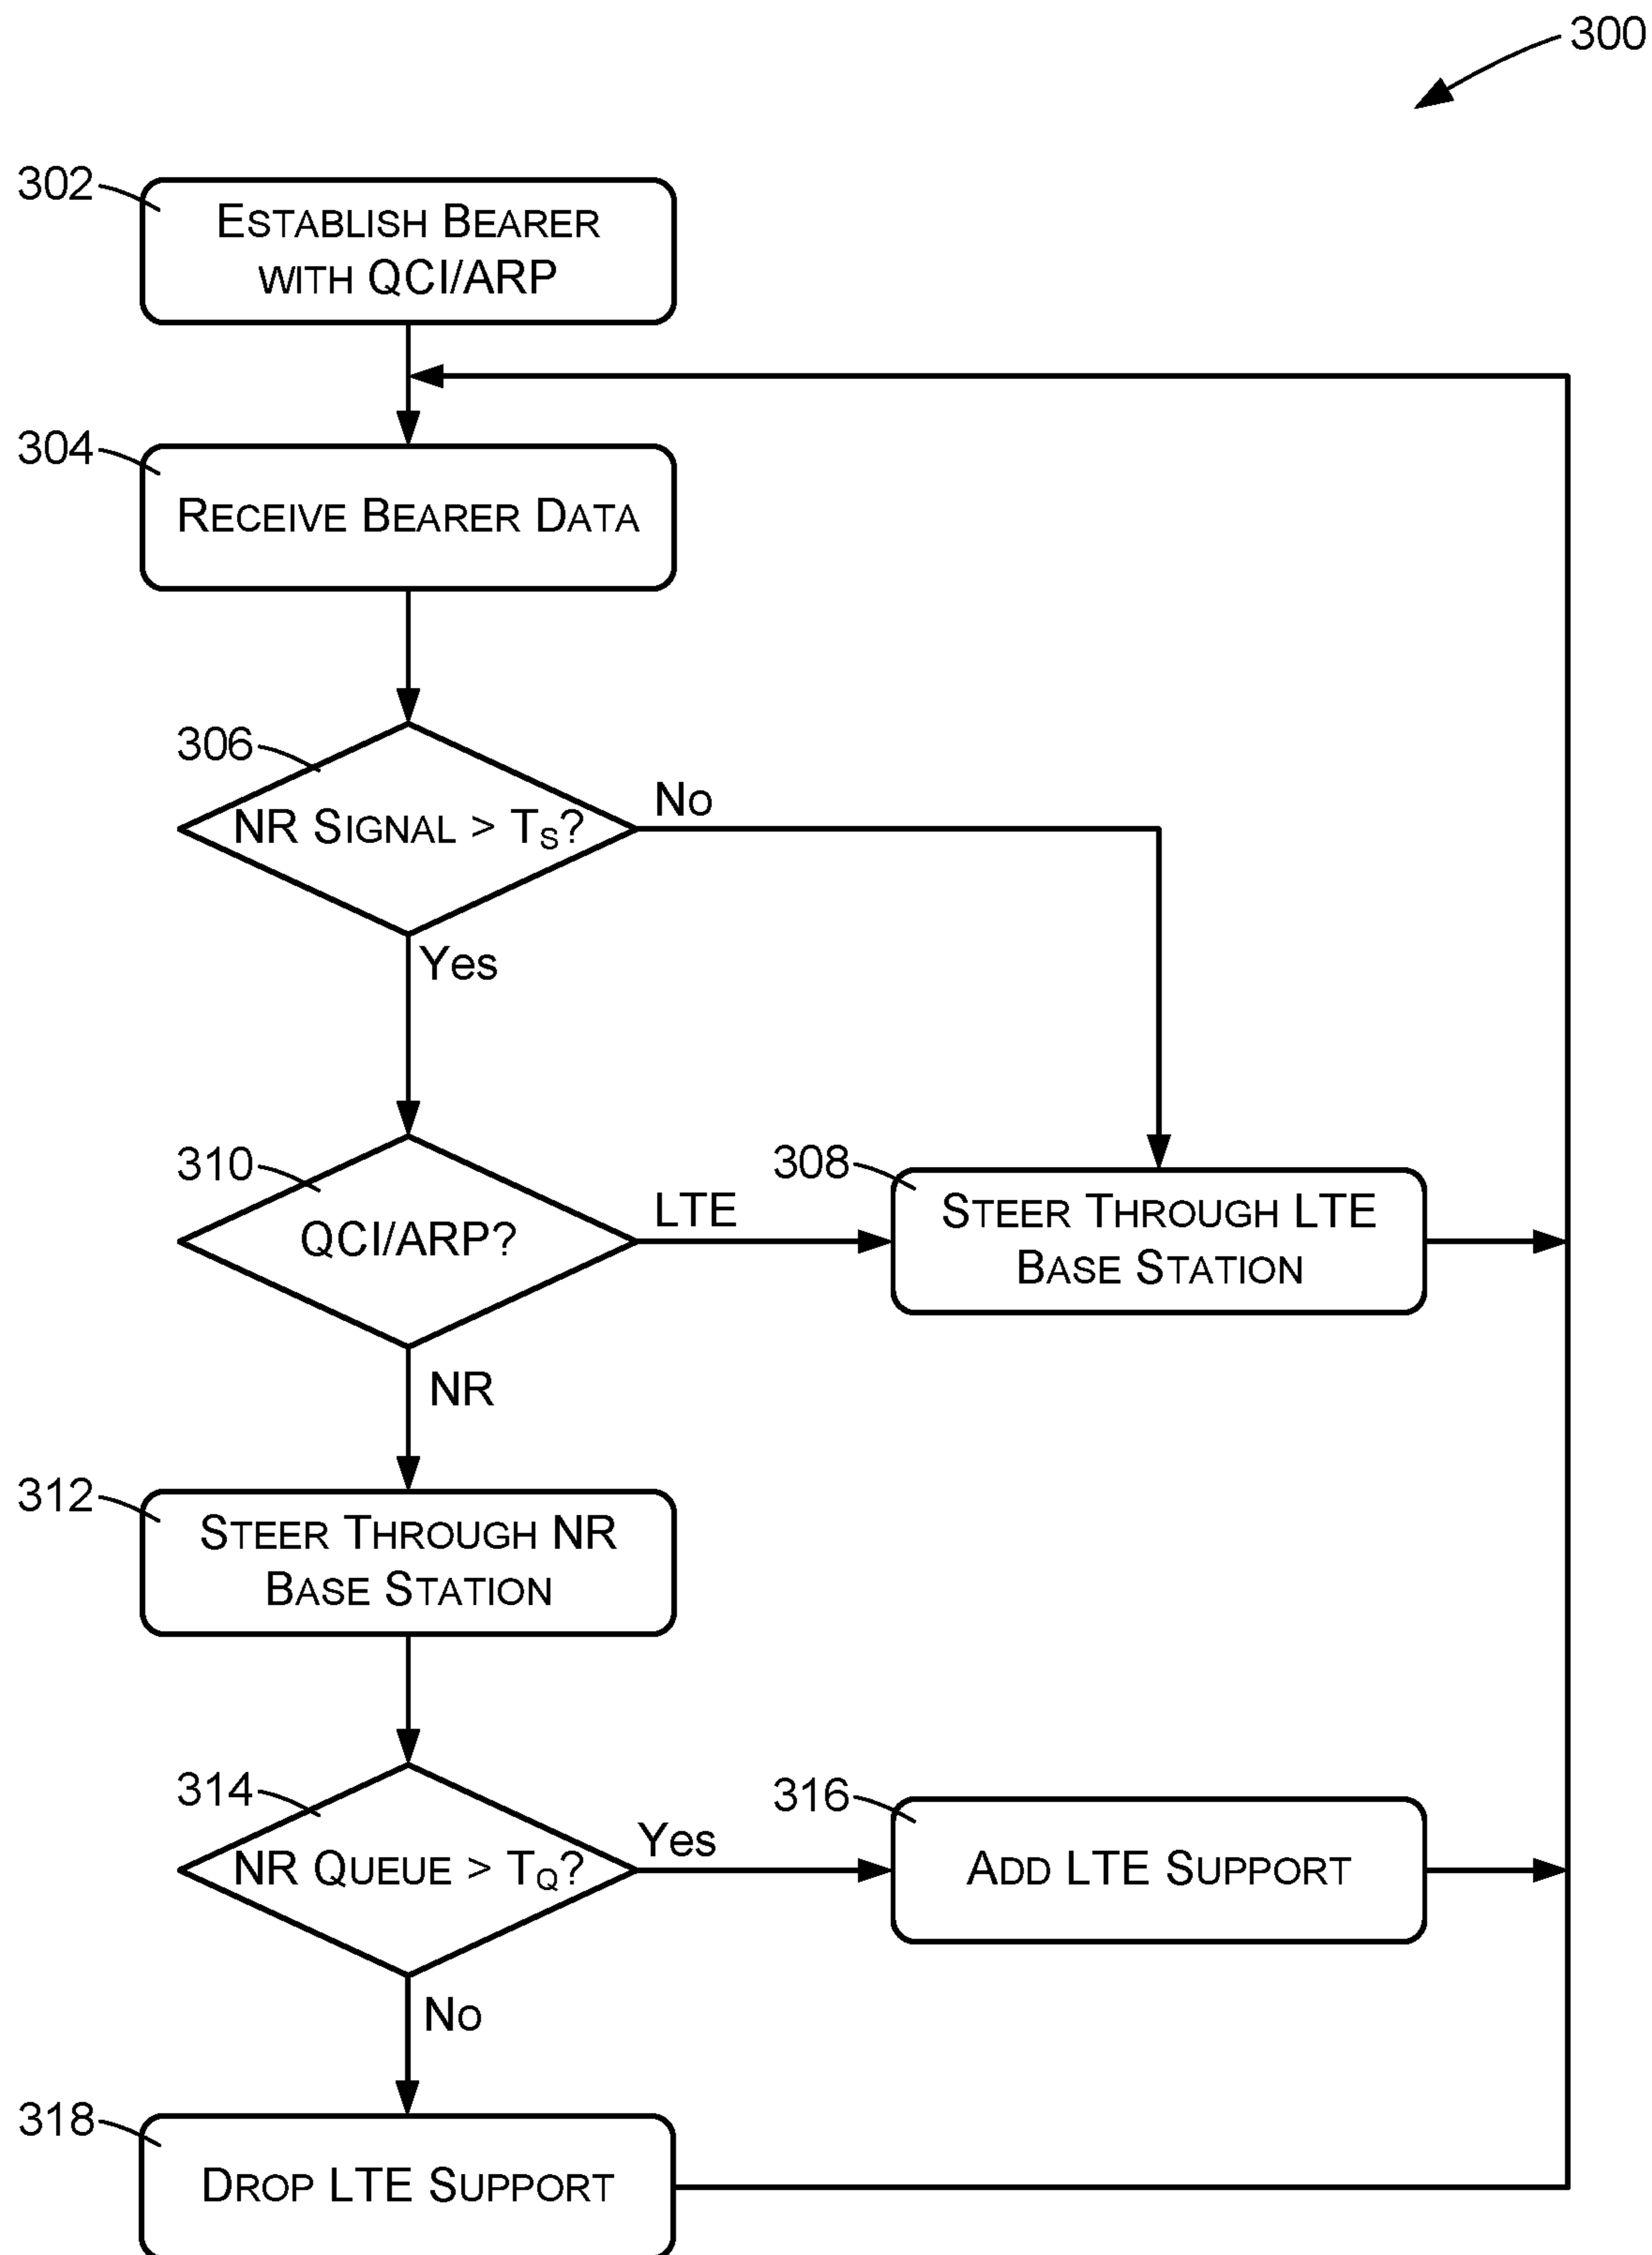 300
302
ESTABLISH BEARER
WITH QCI/ARP
304
RECEIVE BEARER DATA
306
NR SIGNAL > TS?
No
Yes
310
QCI/ARP?
LTE
308
STEER THROUGH LTE
BASE STATION
NR
312
STEER THROUGH NR
BASE STATION
314
NR QUEUE > TQ?
Yes
316
ADD LTE SUPPORT
No
318
DROP LTE SUPPORT